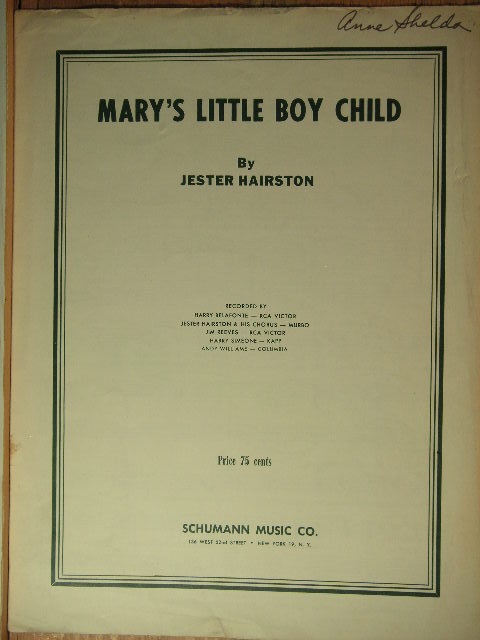 Anne Shelda
MARY'S LITTLE BOY CHILD
By
JESTER HAIRSTON
RECORDED BY
HARRY BELAFONTE — RCA VICTOR
JESTER HAIRSTON & HIS CHORUS — MURBO
JIM REEVES — RCA VICTOR
HARRY SIMEONE — KAPP
ANDY WILLIAMS — COLUMBIA
Price 75 cents
SCHUMANN MUSIC CO.
136 WEST 52nd STREET • NEW YORK 19, N. Y.